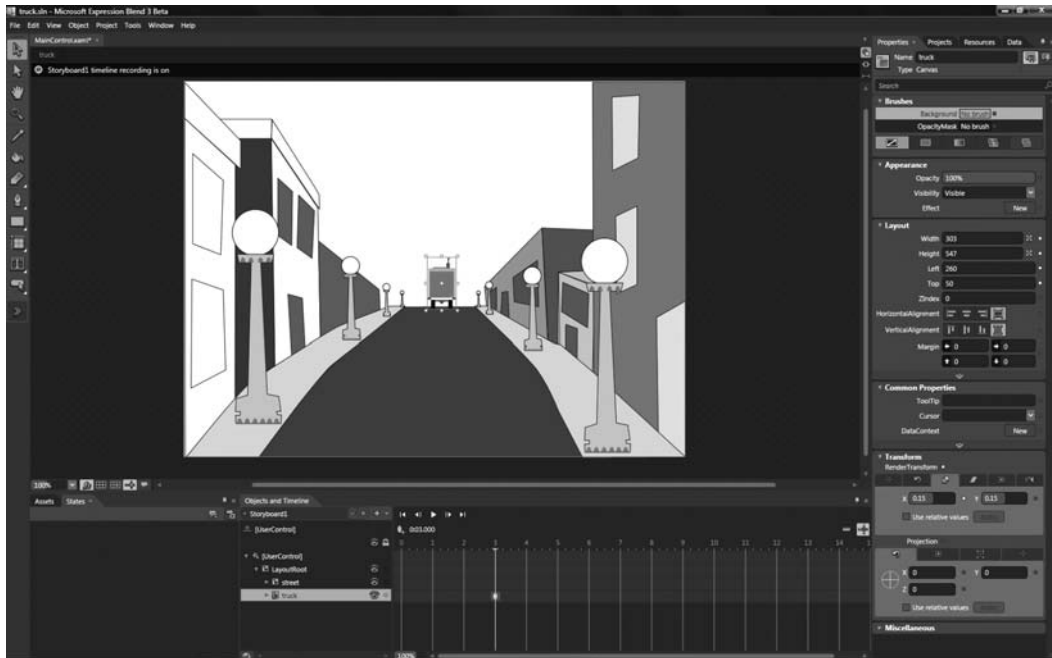 truck.sln - Microsoft Expression Blend 3 Beta
File Edit View Object Project Tools Window Help
MainControl.xaml*
truck
Storyboard1 timeline recording is on
100%
Assets States
Objects and Timeline
Storyboard1
[UserControl]
0:03.000
0 1 2 3 4 5 6 7 8 9 10 11 12 13 14
[UserControl]
LayoutRoot
street
truck
100%
Properties Projects Resources Data
Name truck
Type Canvas
Search
Brushes
Background No brush
OpacityMask No brush
Appearance
Opacity 100%
Visibility Visible
Effect New
Layout
Width 303
Height 547
Left 260
Top 50
ZIndex 0
HorizontalAlignment
VerticalAlignment
Margin 0 0
0 0
Common Properties
ToolTip
Cursor
DataContext New
Transform
RenderTransform
X 0.15 Y 0.15
Use relative values
Projection
X 0 Y 0
Z 0
Use relative values
Miscellaneous